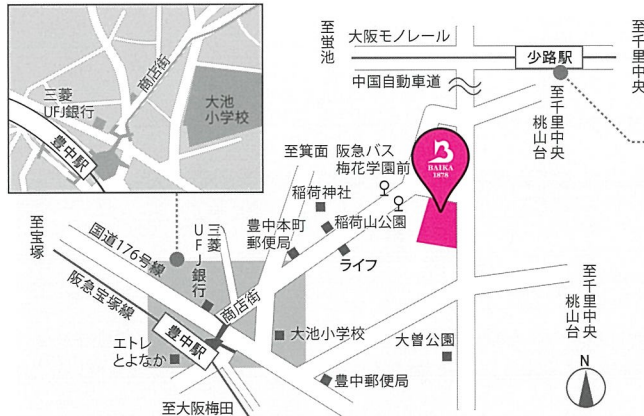 商店街
三菱
UFJ銀行
大池
小学校
豊中駅
至蛍池
大阪モノレール
少路駅
至千里中央
中国自動車道
至千里中央
桃山台
至箕面
阪急バス
梅花学園前
BAIKA
1878
稲荷神社
稲荷山公園
豊中本町
郵便局
ライフ
至宝塚
国道176号線
三菱
UFJ銀行
商店街
阪急宝塚線
豊中駅
エトレ
とよなか
大池小学校
大曽公園
至千里中央
桃山台
豊中郵便局
至大阪梅田
N